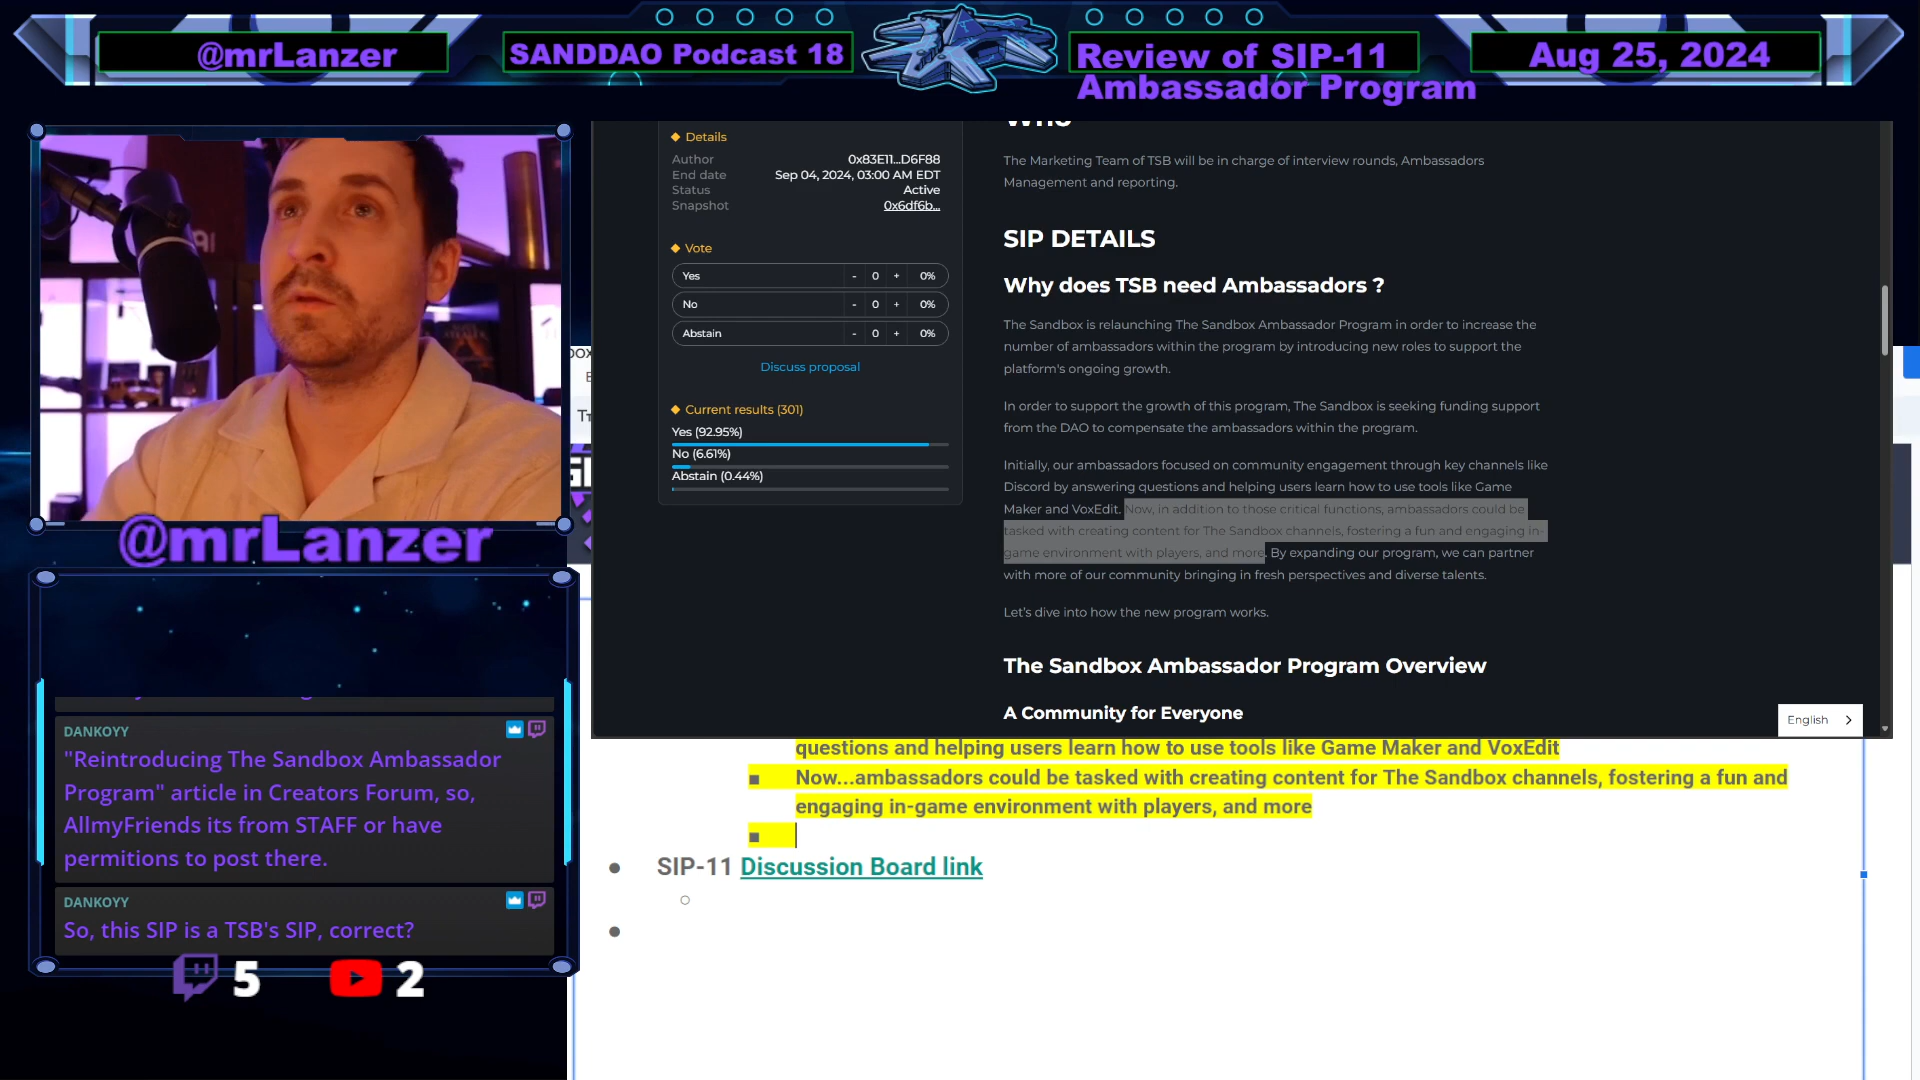 @mrLanzer
SANDDAO Podcast 18
Review of SIP-11
Ambassador Program
Aug 25, 2024
Details
Author 0x83E11...D6F88
End date Sep 04, 2024, 03:00 AM EDT
Status Active
Snapshot 0x6df6b...
Vote
Yes - 0 + 0%
No - 0 + 0%
Abstain - 0 + 0%
Discuss proposal
Current results (301)
Yes (92.95%)
No (6.61%)
Abstain (0.44%)
Who
The Marketing Team of TSB will be in charge of interview rounds, Ambassadors
Management and reporting.
SIP DETAILS
Why does TSB need Ambassadors ?
The Sandbox is relaunching The Sandbox Ambassador Program in order to increase the
number of ambassadors within the program by introducing new roles to support the
platform's ongoing growth.
In order to support the growth of this program, The Sandbox is seeking funding support
from the DAO to compensate the ambassadors within the program.
Initially, our ambassadors focused on community engagement through key channels like
Discord by answering questions and helping users learn how to use tools like Game
Maker and VoxEdit. Now, in addition to those critical functions, ambassadors could be
tasked with creating content for The Sandbox channels, fostering a fun and engaging in-
game environment with players, and more. By expanding our program, we can partner
with more of our community bringing in fresh perspectives and diverse talents.
Let's dive into how the new program works.
The Sandbox Ambassador Program Overview
A Community for Everyone
English
questions and helping users learn how to use tools like Game Maker and VoxEdit
Now...ambassadors could be tasked with creating content for The Sandbox channels, fostering a fun and
engaging in-game environment with players, and more
SIP-11 Discussion Board link
@mrLanzer
DANKOYY
"Reintroducing The Sandbox Ambassador
Program" article in Creators Forum, so,
AllmyFriends its from STAFF or have
permitions to post there.
DANKOYY
So, this SIP is a TSB's SIP, correct?
5
2